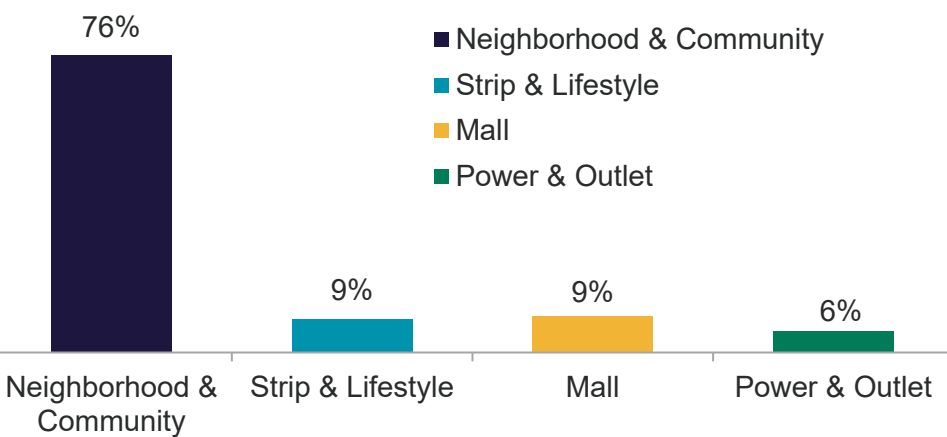 76%
Neighborhood & Community
Strip & Lifestyle
Mall
Power & Outlet
9%
9%
6%
Neighborhood &
Community
Strip & Lifestyle
Mall
Power & Outlet